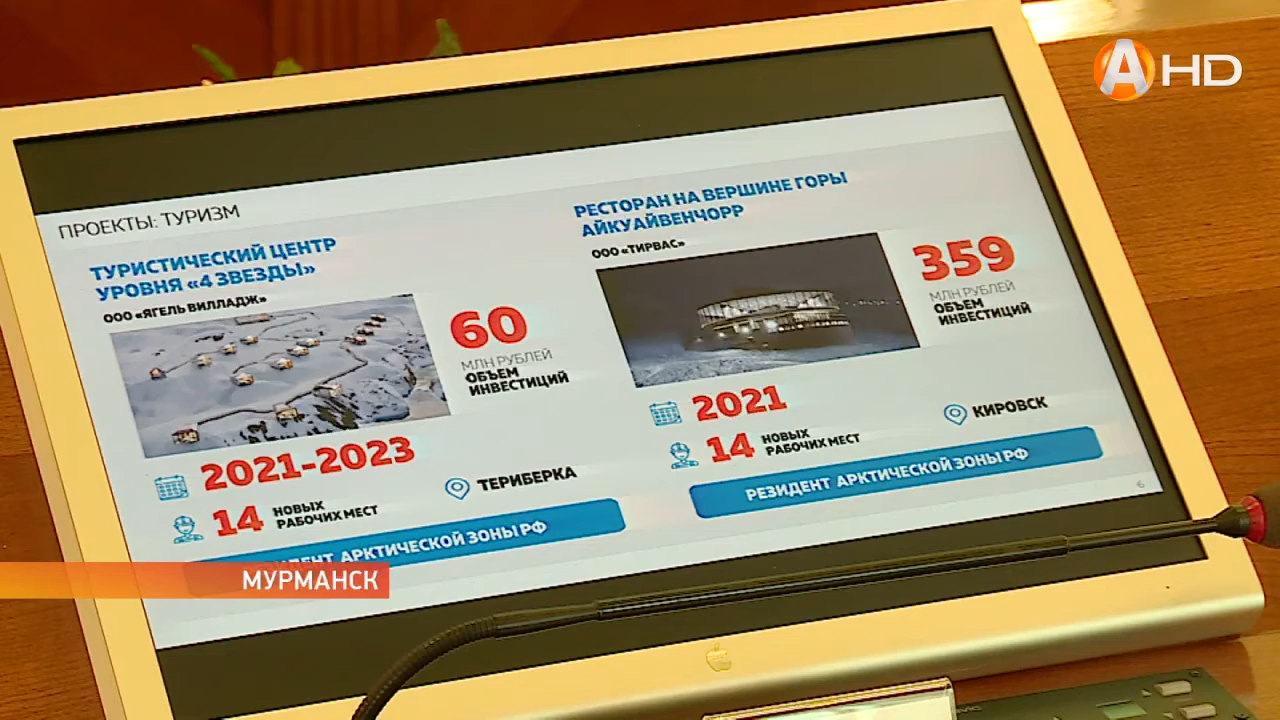 А HD
ПРОЕКТЫ: ТУРИЗМ
ТУРИСТИЧЕСКИЙ ЦЕНТР
УРОВНЯ «4 ЗВЕЗДЫ»
ООО «ЯГЕЛЬ ВИЛЛАДЖ»
60
МЛН РУБЛЕЙ
ОБЪЕМ
ИНВЕСТИЦИЙ
2021-2023
14
НОВЫХ
РАБОЧИХ МЕСТ
ТЕРИБЕРКА
АРКТИЧЕСКОЙ ЗОНЫ РФ
РЕСТОРАН НА ВЕРШИНЕ ГОРЫ
АЙКУАЙВЕНЧОРР
ООО «ТИРВАС»
359
МЛН РУБЛЕЙ
ОБЪЕМ
ИНВЕСТИЦИЙ
2021
14
НОВЫХ
РАБОЧИХ МЕСТ
КИРОВСК
РЕЗИДЕНТ АРКТИЧЕСКОЙ ЗОНЫ РФ
6
МУРМАНСК